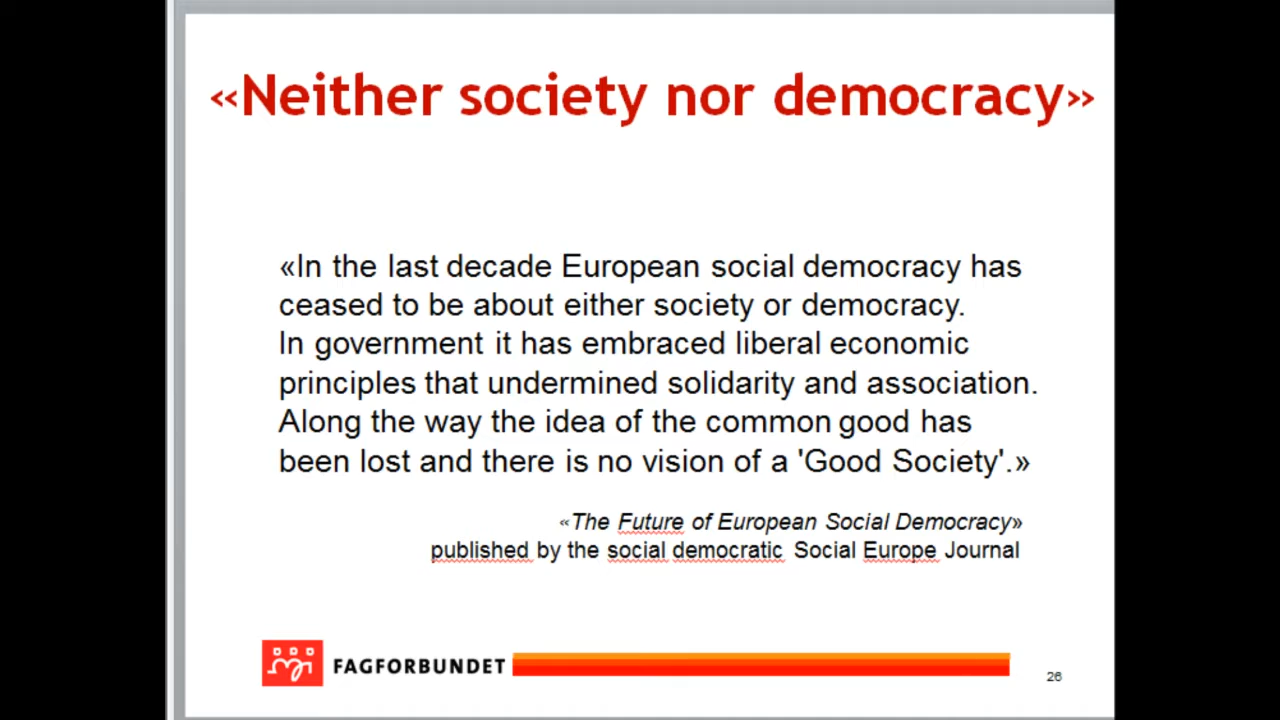 «Neither society nor democracy»
«In the last decade European social democracy has
ceased to be about either society or democracy.
In government it has embraced liberal economic
principles that undermined solidarity and association.
Along the way the idea of the common good has
been lost and there is no vision of a 'Good Society'.»
«The Future of European Social Democracy»
published by the social democratic Social Europe Journal
FAGFORBUNDET
26